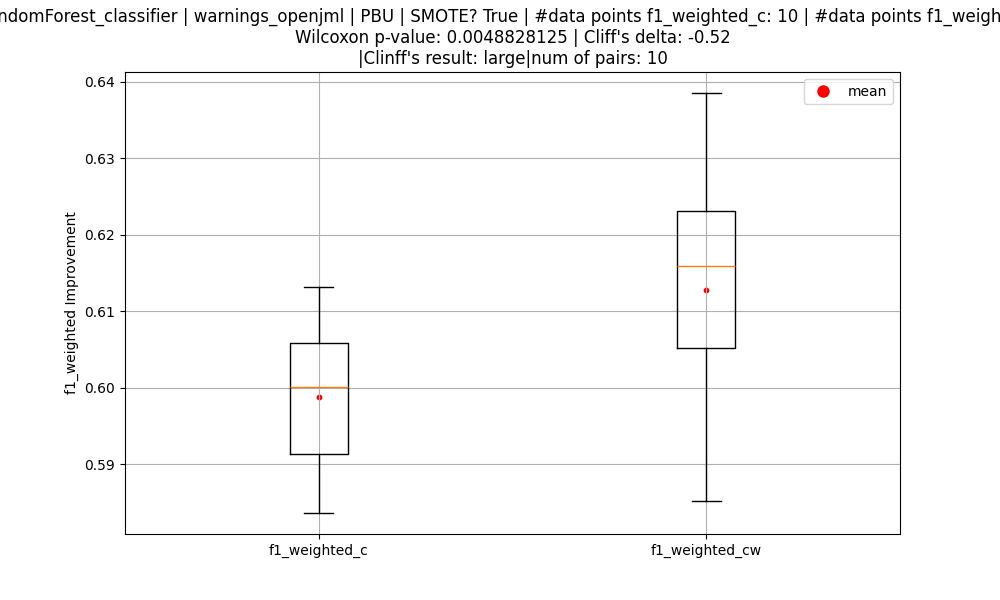 ndomForest_classifier | warnings_openjml | PBU | SMOTE? True | #data points f1_weighted_c: 10 | #data points f1_weigh
Wilcoxon p-value: 0.0048828125 | Cliff's delta: -0.52
|Clinff's result: large|num of pairs: 10
mean
0.64
0.63
0.62
0.61
0.60
0.59
f1_weighted Improvement
f1_weighted_c
f1_weighted_cw